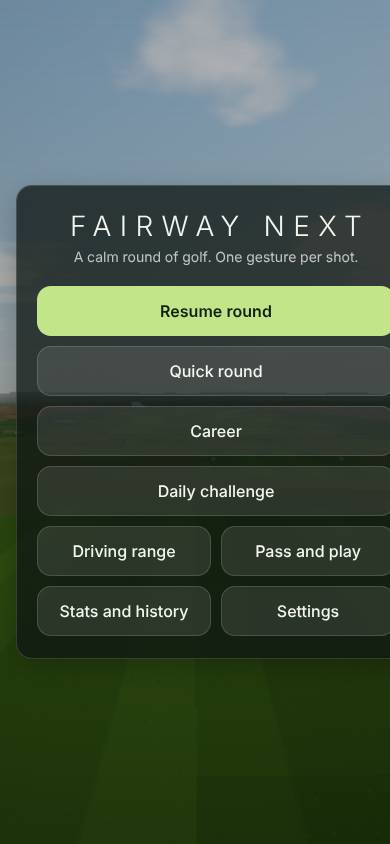 FAIRWAY NEXT
A calm round of golf. One gesture per shot.
Resume round
Quick round
Career
Daily challenge
Driving range
Pass and play
Stats and history
Settings